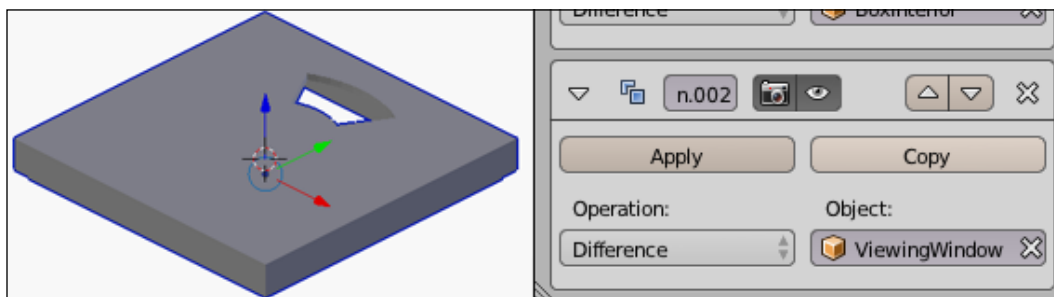 Difference BoxInterior
n.002
Apply Copy
Operation: Object:
Difference ViewingWindow